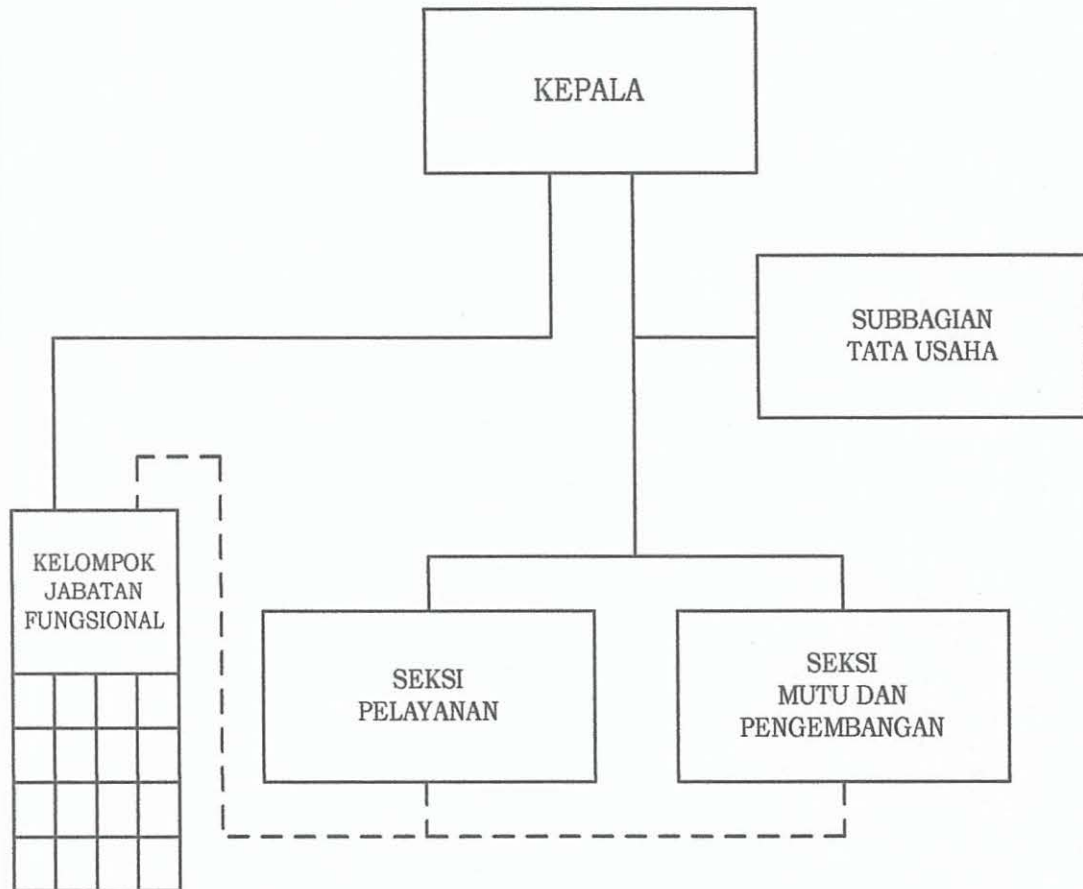 KEPALA
SUBBAGIAN
TATA USAHA
KELOMPOK
JABATAN
FUNGSIONAL
SEKSI
PELAYANAN
SEKSI
MUTU DAN
PENGEMBANGAN